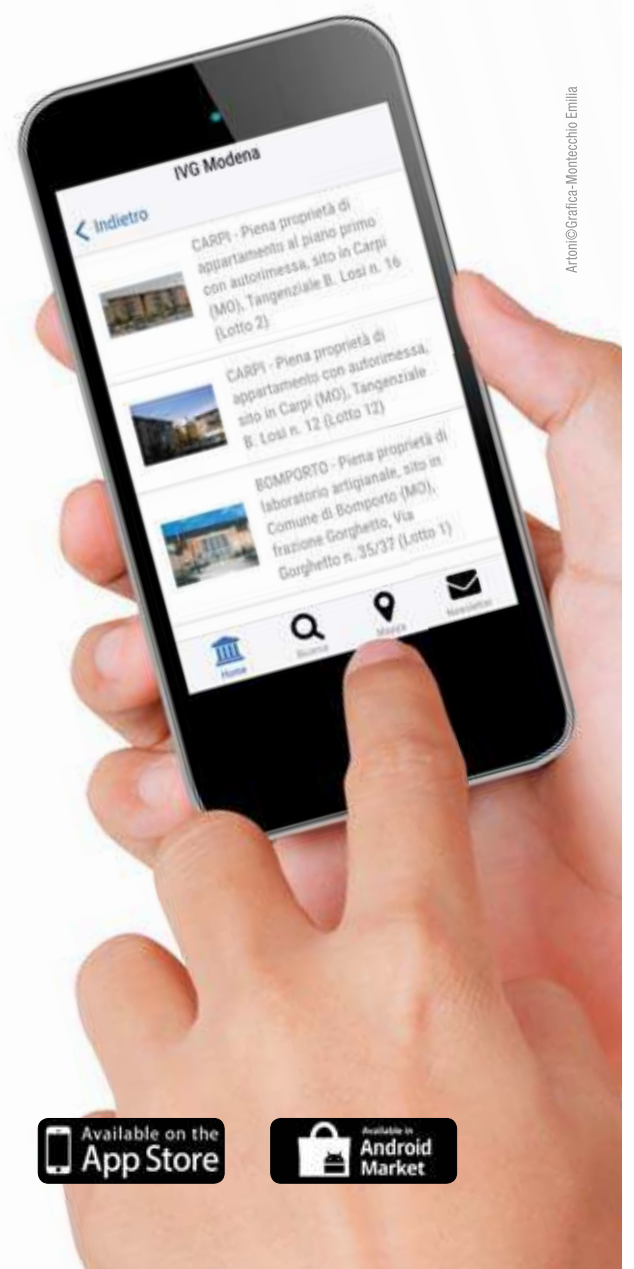 Artoni©Grafica-Montecchio Emilia
IVG Modena
Indietro
CARPI - Piena proprietà di
appartamento al piano primo
con autorimessa, sito in Carpi
(MO), Tangenziale B. Losi n. 16
(Lotto 2)
CARPI - Piena proprietà di
appartamento con autorimessa,
sito in Carpi (MO), Tangenziale
B. Losi n. 12 (Lotto 12)
BOMPORTO - Piena proprietà di
laboratorio artigianale, sito in
Comune di Bomporto (MO),
frazione Gorghetto, Via
Gorghetto n. 35/37 (Lotto 1)
Home
Newsletter
Available on the
App Store
Available in
Android
Market